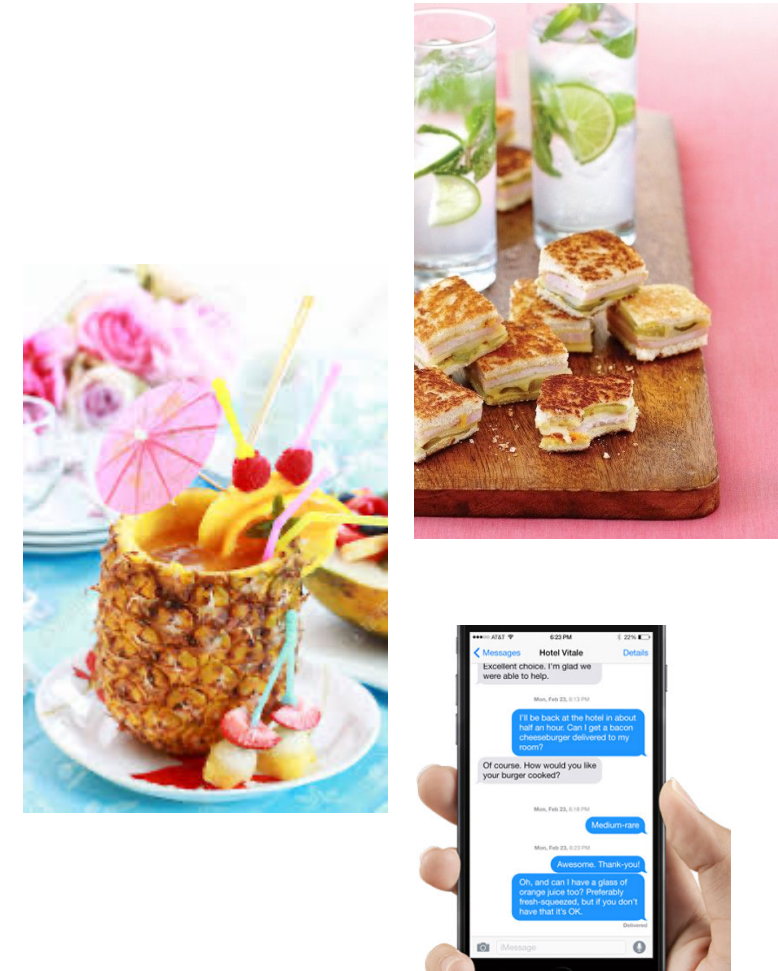 ●●●○○ AT&T 6:23 PM 22%
Messages Hotel Vitale Details
Excellent choice. I'm glad we
were able to help.
Mon, Feb 23, 6:13 PM
I'll be back at the hotel in about
half an hour. Can I get a bacon
cheeseburger delivered to my
room?
Of course. How would you like
your burger cooked?
Mon, Feb 23, 6:18 PM
Medium-rare
Mon, Feb 23, 6:23 PM
Awesome. Thank-you!
Oh, and can I have a glass of
orange juice too? Preferably
fresh-squeezed, but if you don't
have that it's OK.
Delivered
iMessage